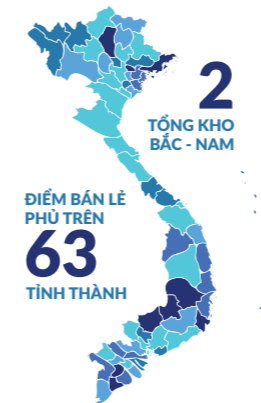 2
TỔNG KHO
BẮC - NAM
ĐIỂM BÁN LẺ
PHỦ TRÊN
63
TỈNH THÀNH